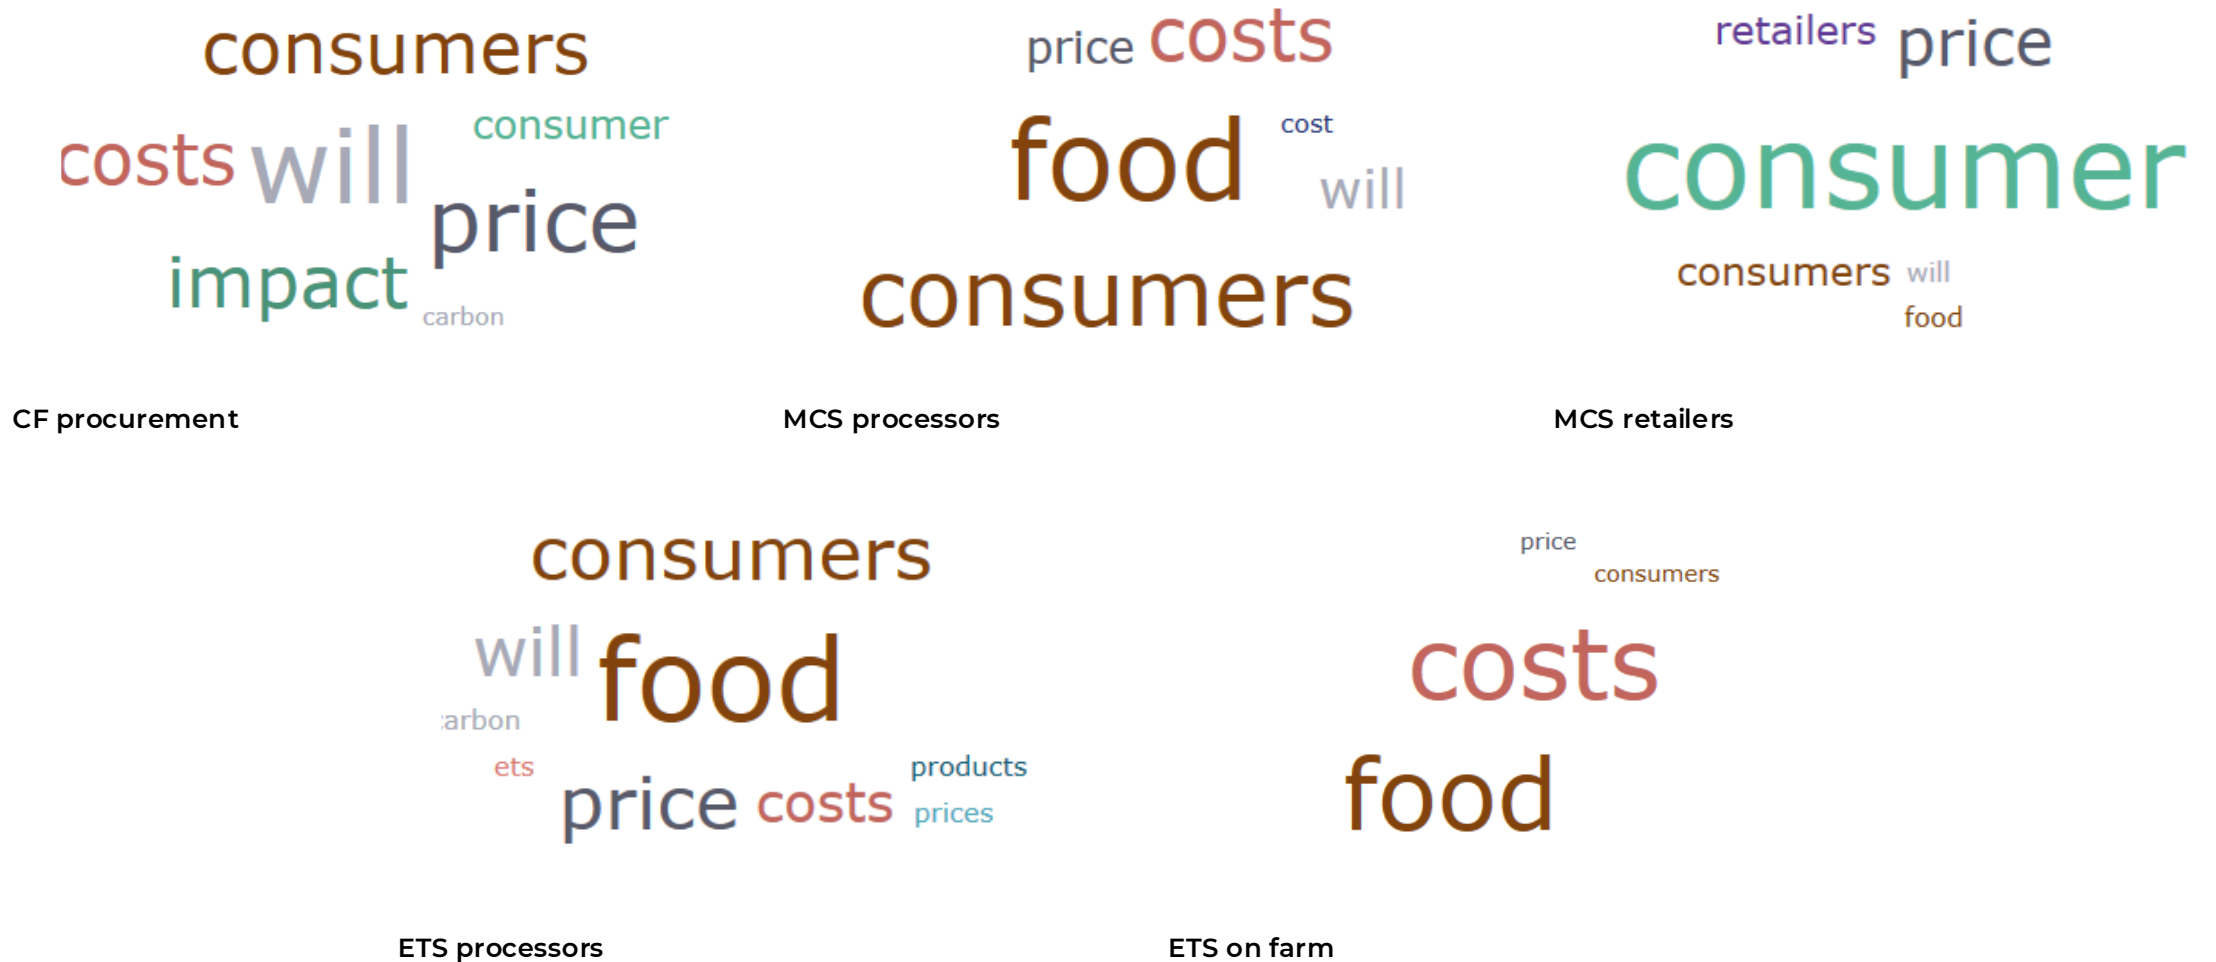 consumers
costs will consumer
price
impact
carbon
CF procurement
price costs
food cost
will
consumers
MCS processors
retailers price
consumer
consumers will
food
MCS retailers
consumers
will food
arbon
ets
products
price costs prices
ETS processors
price
consumers
costs
food
ETS on farm